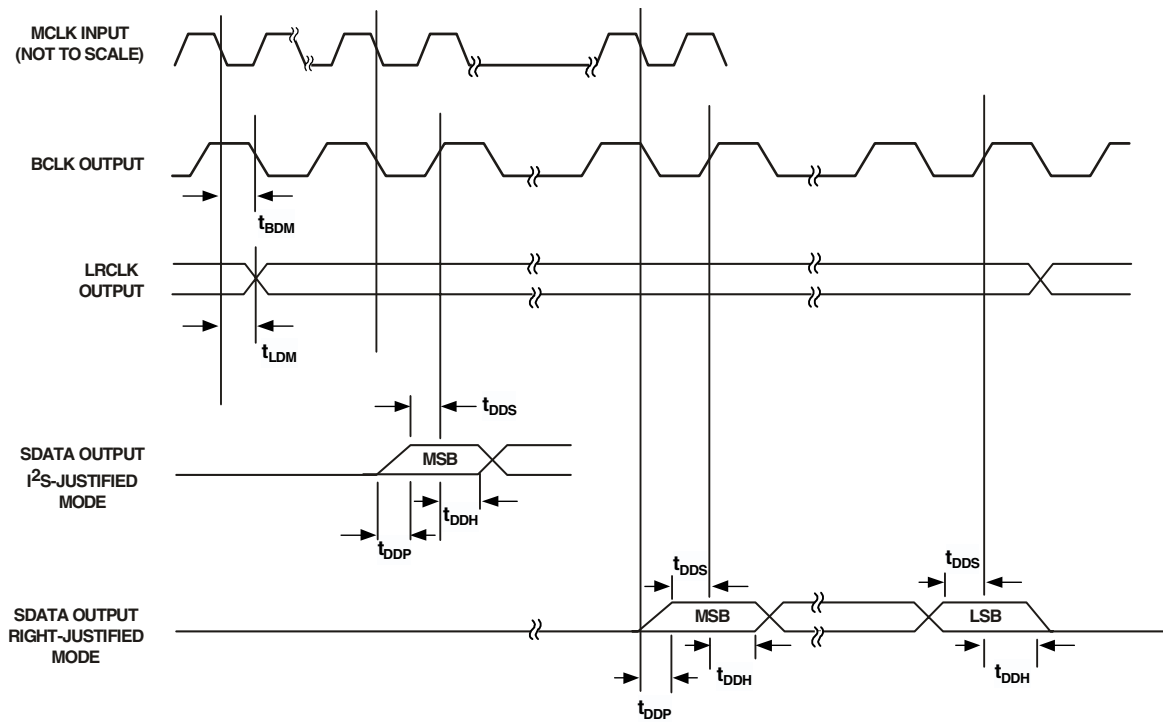 MCLK INPUT
(NOT TO SCALE)
BCLK OUTPUT
tBDM
LRCLK
OUTPUT
tLDM
tDDS
SDATA OUTPUT
I2S-JUSTIFIED
MODE
MSB
tDDH
tDDP
tDDS
tDDS
SDATA OUTPUT
RIGHT-JUSTIFIED
MODE
MSB
LSB
tDDH
tDDH
tDDP